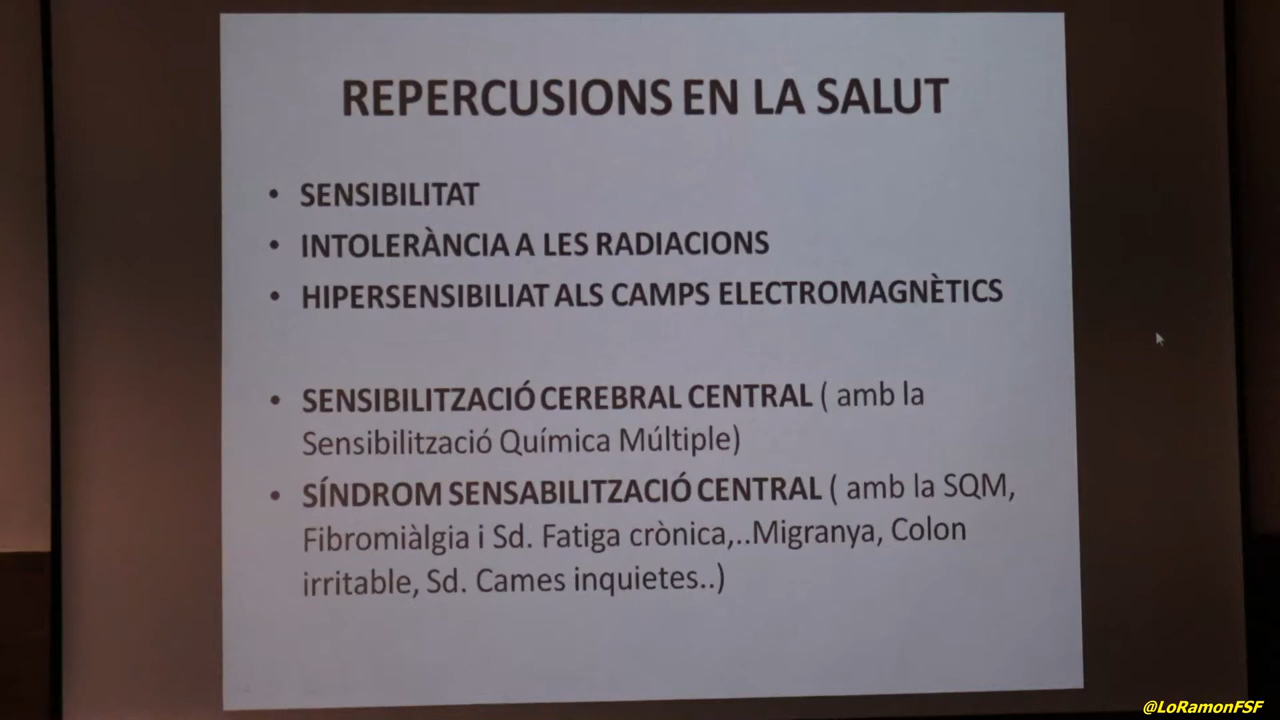 REPERCUSIONS EN LA SALUT
• SENSIBILITAT
• INTOLERÀNCIA A LES RADIACIONS
• HIPERSENSIBILIAT ALS CAMPS ELECTROMAGNÈTICS
• SENSIBILITZACIÓ CEREBRAL CENTRAL ( amb la
Sensibilització Química Múltiple)
• SÍNDROM SENSABILITZACIÓ CENTRAL ( amb la SQM,
Fibromiàlgia i Sd. Fatiga crònica,..Migranya, Colon
irritable, Sd. Cames inquietes..)
@LoRamonFSF